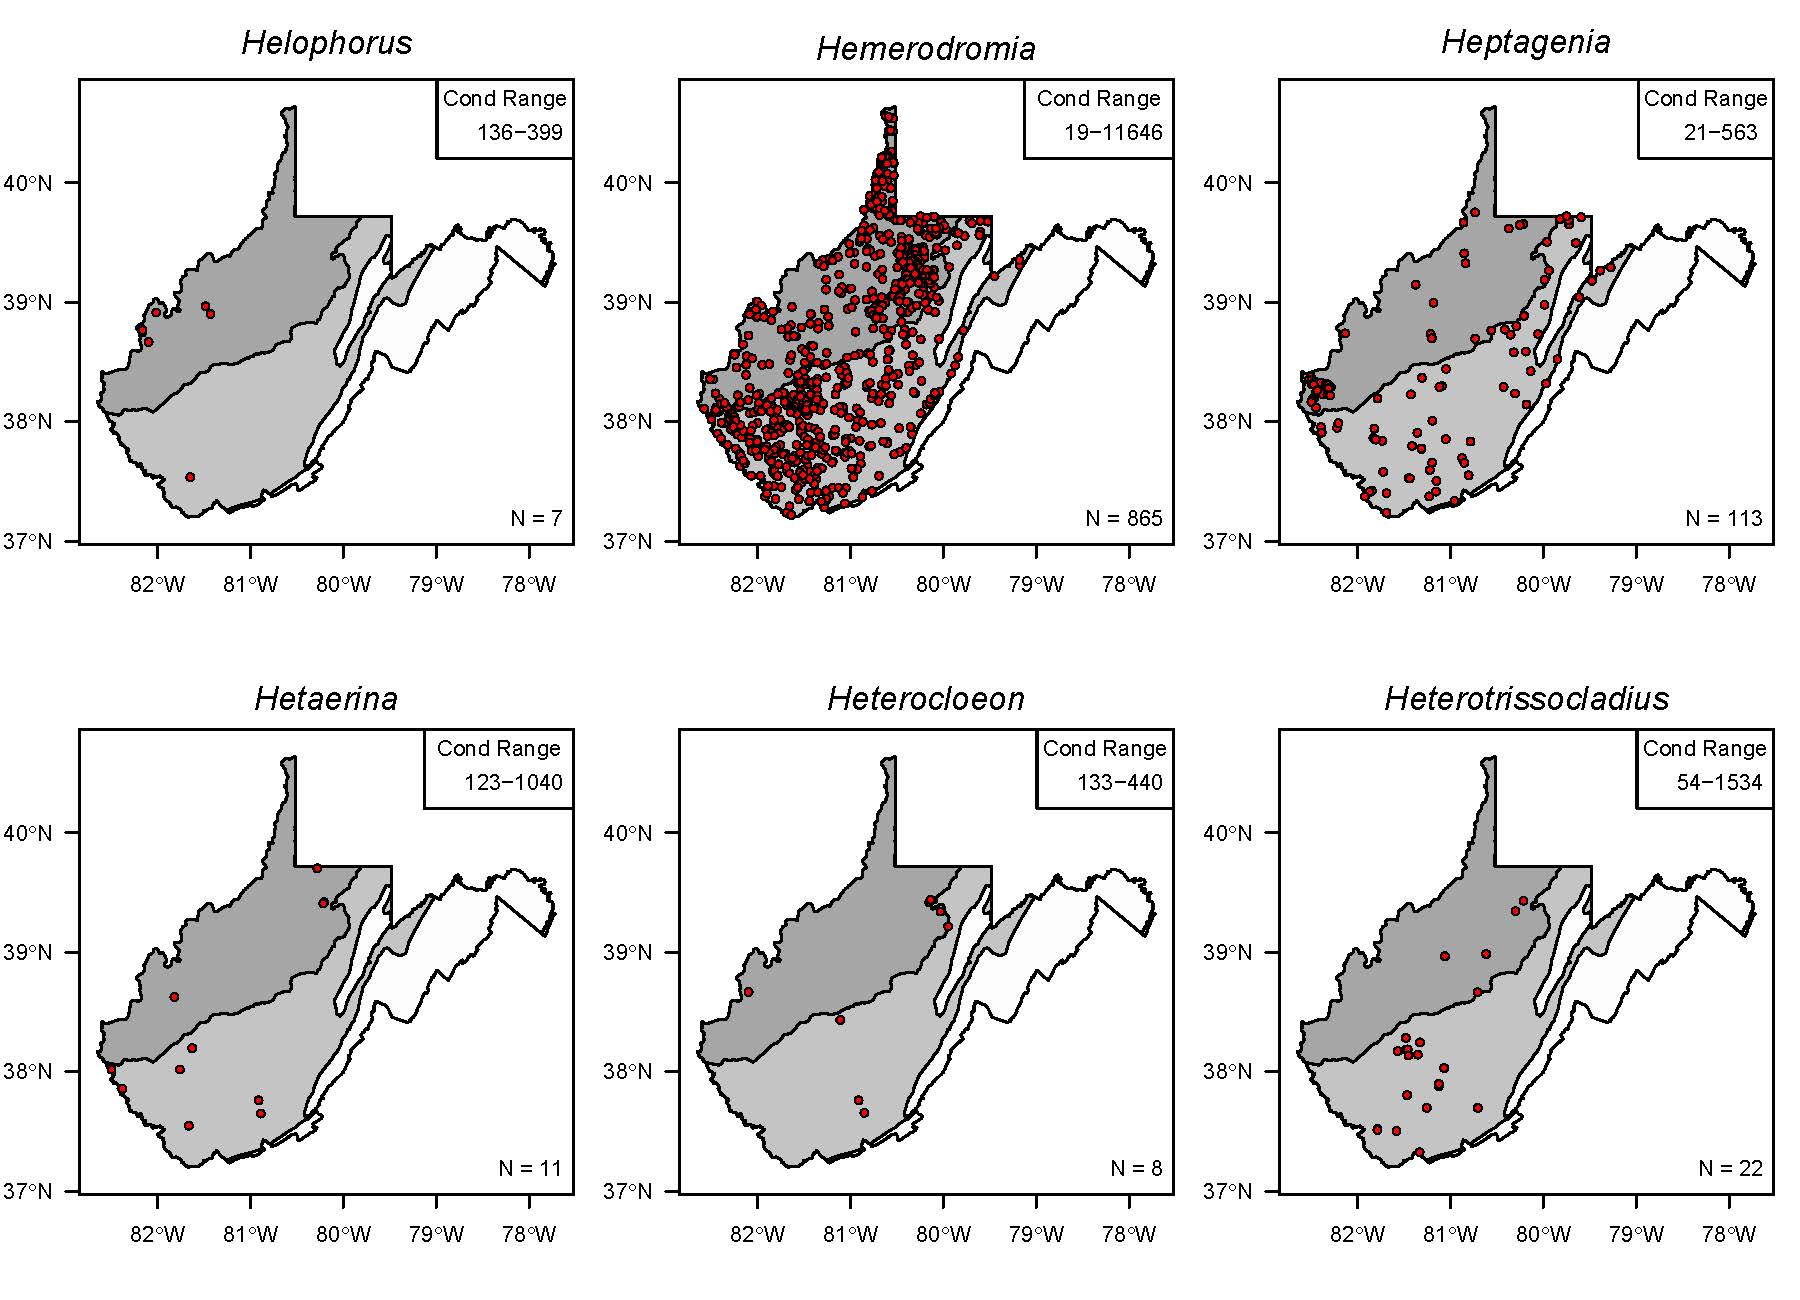 Helophorus
Cond Range
136−399
40°N
39°N
38°N
37°N
N = 7
82°W 81°W 80°W 79°W 78°W
Hemerodromia
Cond Range
19−11646
40°N
39°N
38°N
37°N
N = 865
82°W 81°W 80°W 79°W 78°W
Heptagenia
Cond Range
21−563
40°N
39°N
38°N
37°N
N = 113
82°W 81°W 80°W 79°W 78°W
Hetaerina
Cond Range
123−1040
40°N
39°N
38°N
37°N
N = 11
82°W 81°W 80°W 79°W 78°W
Heterocloeon
Cond Range
133−440
40°N
39°N
38°N
37°N
N = 8
82°W 81°W 80°W 79°W 78°W
Heterotrissocladius
Cond Range
54−1534
40°N
39°N
38°N
37°N
N = 22
82°W 81°W 80°W 79°W 78°W